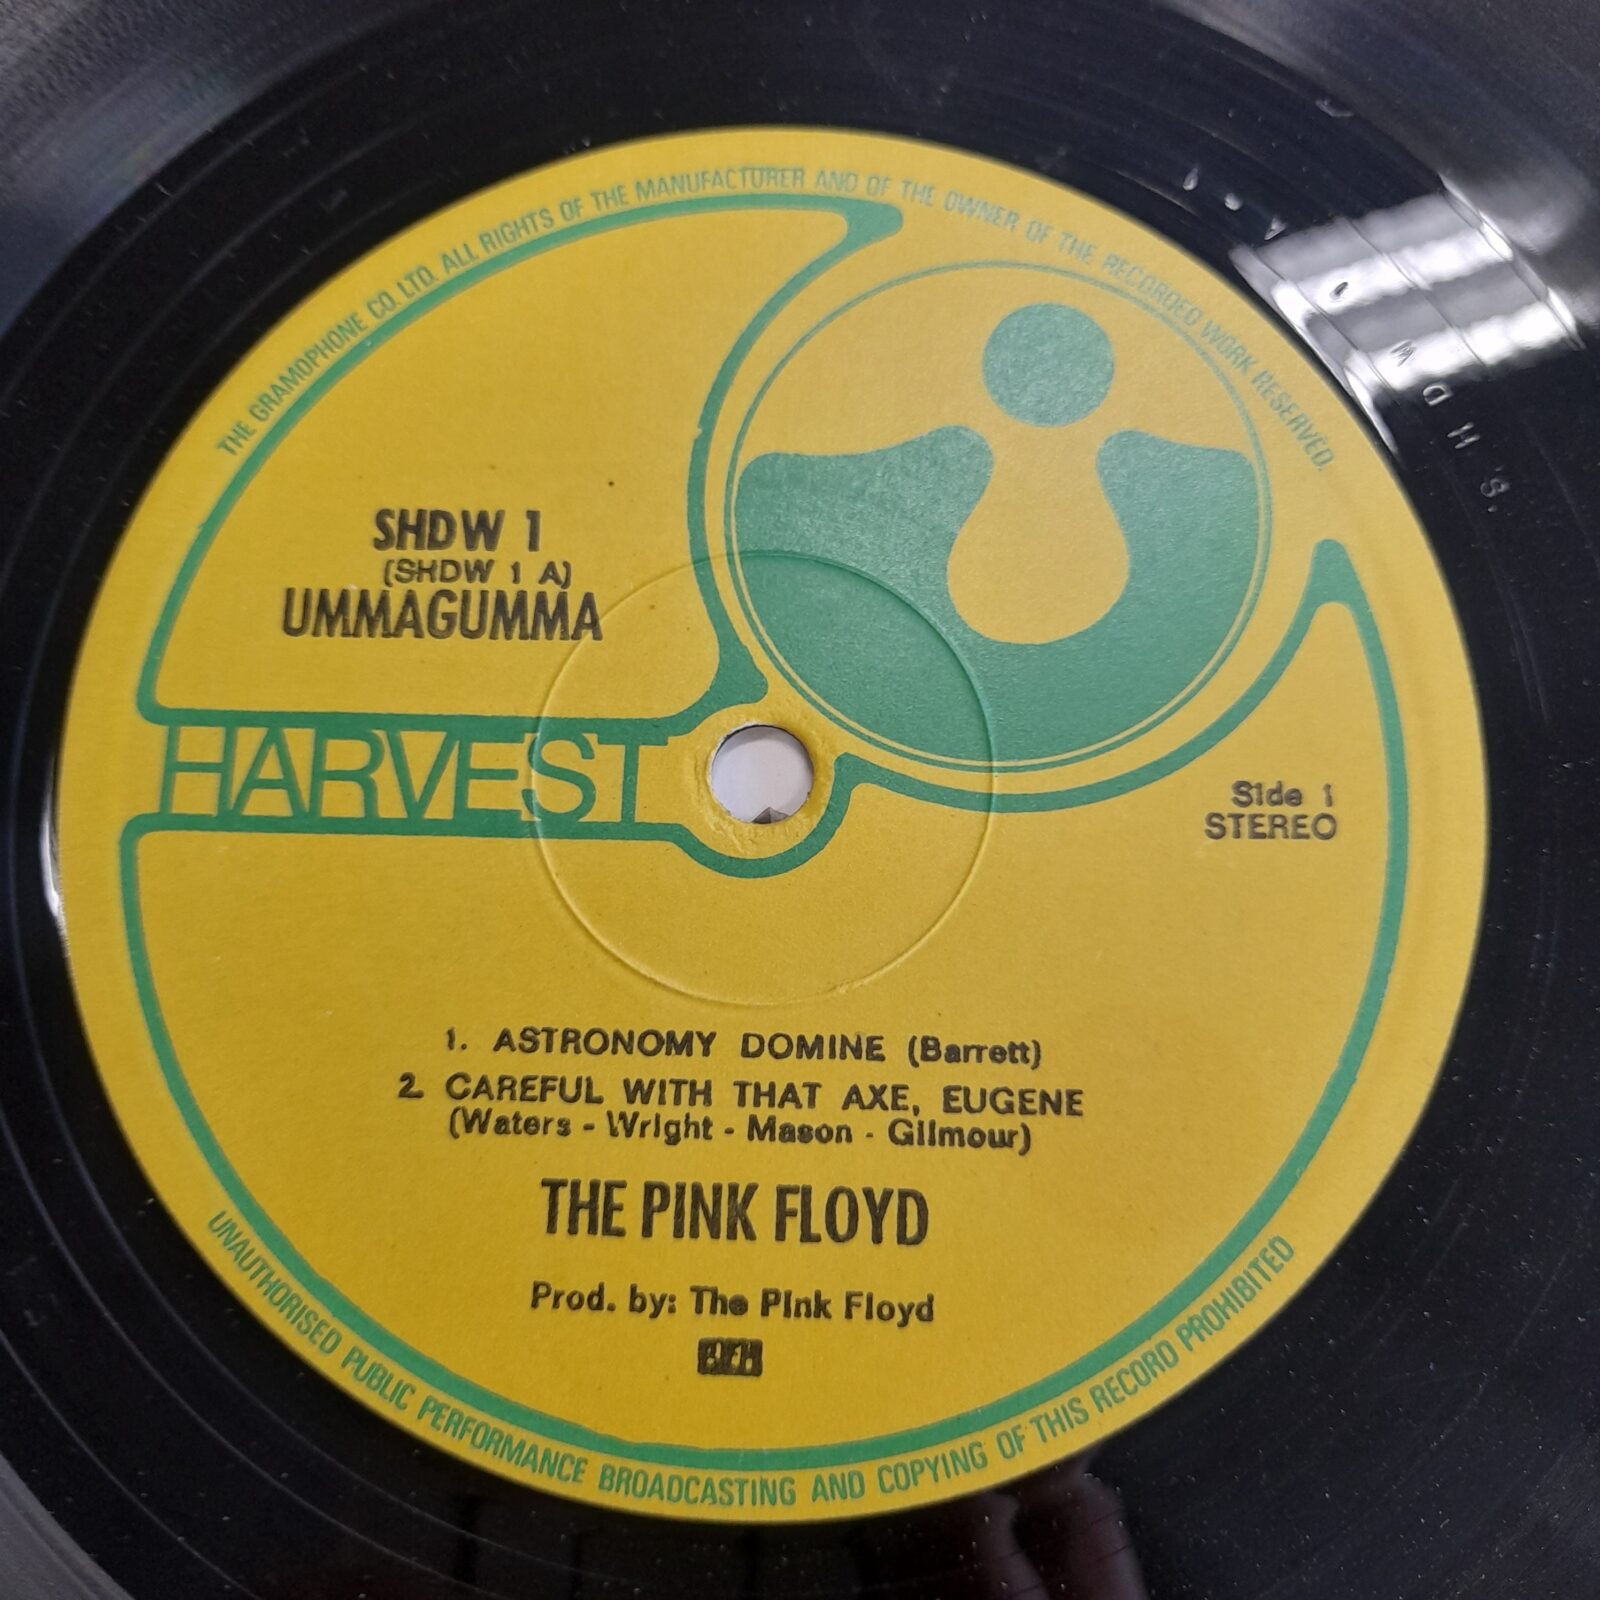 THE GRAMOPHONE CO. LTD. ALL RIGHTS OF THE MANUFACTURER AND OF THE OWNER OF THE RECORDED WORK RESERVED.
SHDW 1
(SHDW 1 A)
UMMAGUMMA
HARVEST
Side 1
STEREO
1. ASTRONOMY DOMINE (Barrett)
2. CAREFUL WITH THAT AXE, EUGENE
(Waters - Wright - Mason - Gilmour)
THE PINK FLOYD
Prod. by: The Pink Floyd
UNAUTHORISED PUBLIC PERFORMANCE BROADCASTING AND COPYING OF THIS RECORD PROHIBITED